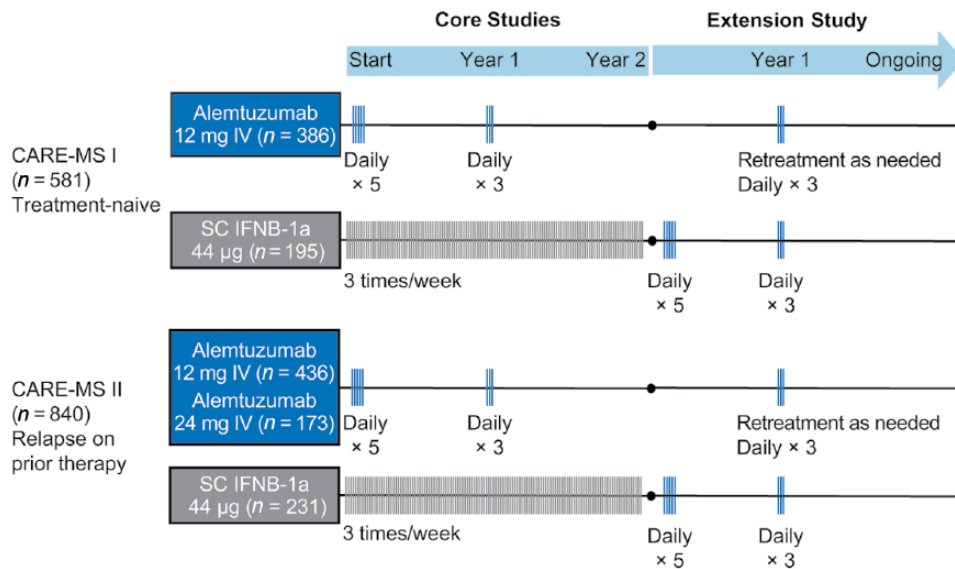 Core Studies
Extension Study
Start
Year 1
Year 2
Year 1
Ongoing
CARE-MS I
(n = 581)
Treatment-naive
Alemtuzumab
12 mg IV (n = 386)
Daily
× 5
Daily
× 3
Retreatment as needed
Daily × 3
SC IFNB-1a
44 µg (n = 195)
3 times/week
Daily
× 5
Daily
× 3
CARE-MS II
(n = 840)
Relapse on
prior therapy
Alemtuzumab
12 mg IV (n = 436)
Alemtuzumab
24 mg IV (n = 173)
Daily
× 5
Daily
× 3
Retreatment as needed
Daily × 3
SC IFNB-1a
44 µg (n = 231)
3 times/week
Daily
× 5
Daily
× 3